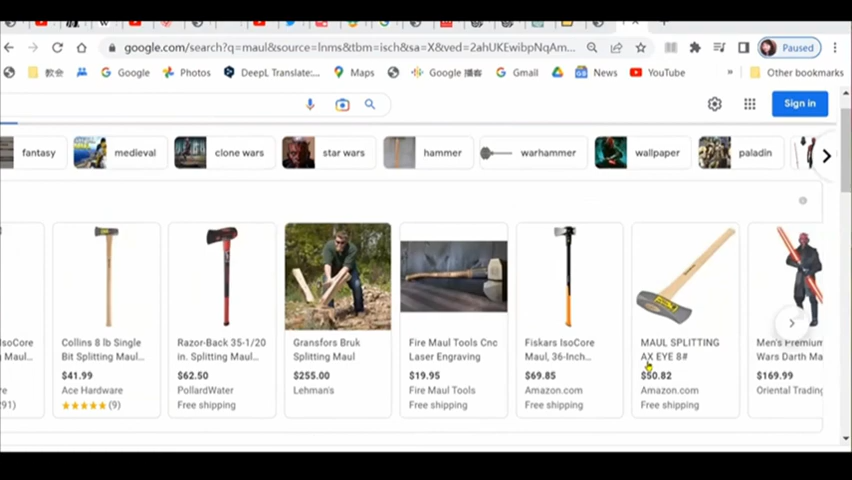 google.com/search?q=maul&source=lnms&tbm=isch&sa=X&ved=2ahUKEwibpNqAm...
Paused
教會
Google
Photos
DeepL Translate:...
Maps
Google 播客
Gmail
News
YouTube
»
Other bookmarks
Sign in
fantasy
medieval
clone wars
star wars
hammer
warhammer
wallpaper
paladin
IsoCore
91)
Collins 8 lb Single
Bit Splitting Maul...
$41.99
Ace Hardware
(9)
Razor-Back 35-1/20
in. Splitting Maul...
$62.50
PollardWater
Free shipping
Gransfors Bruk
Splitting Maul
$255.00
Lehman's
Fire Maul Tools Cnc
Laser Engraving
$19.95
Fire Maul Tools
Free shipping
Fiskars IsoCore
Maul, 36-Inch...
$69.85
Amazon.com
Free shipping
MAUL SPLITTING
AX EYE 8#
$50.82
Amazon.com
Free shipping
Men's Premium
Wars Darth Ma
$169.99
Oriental Trading